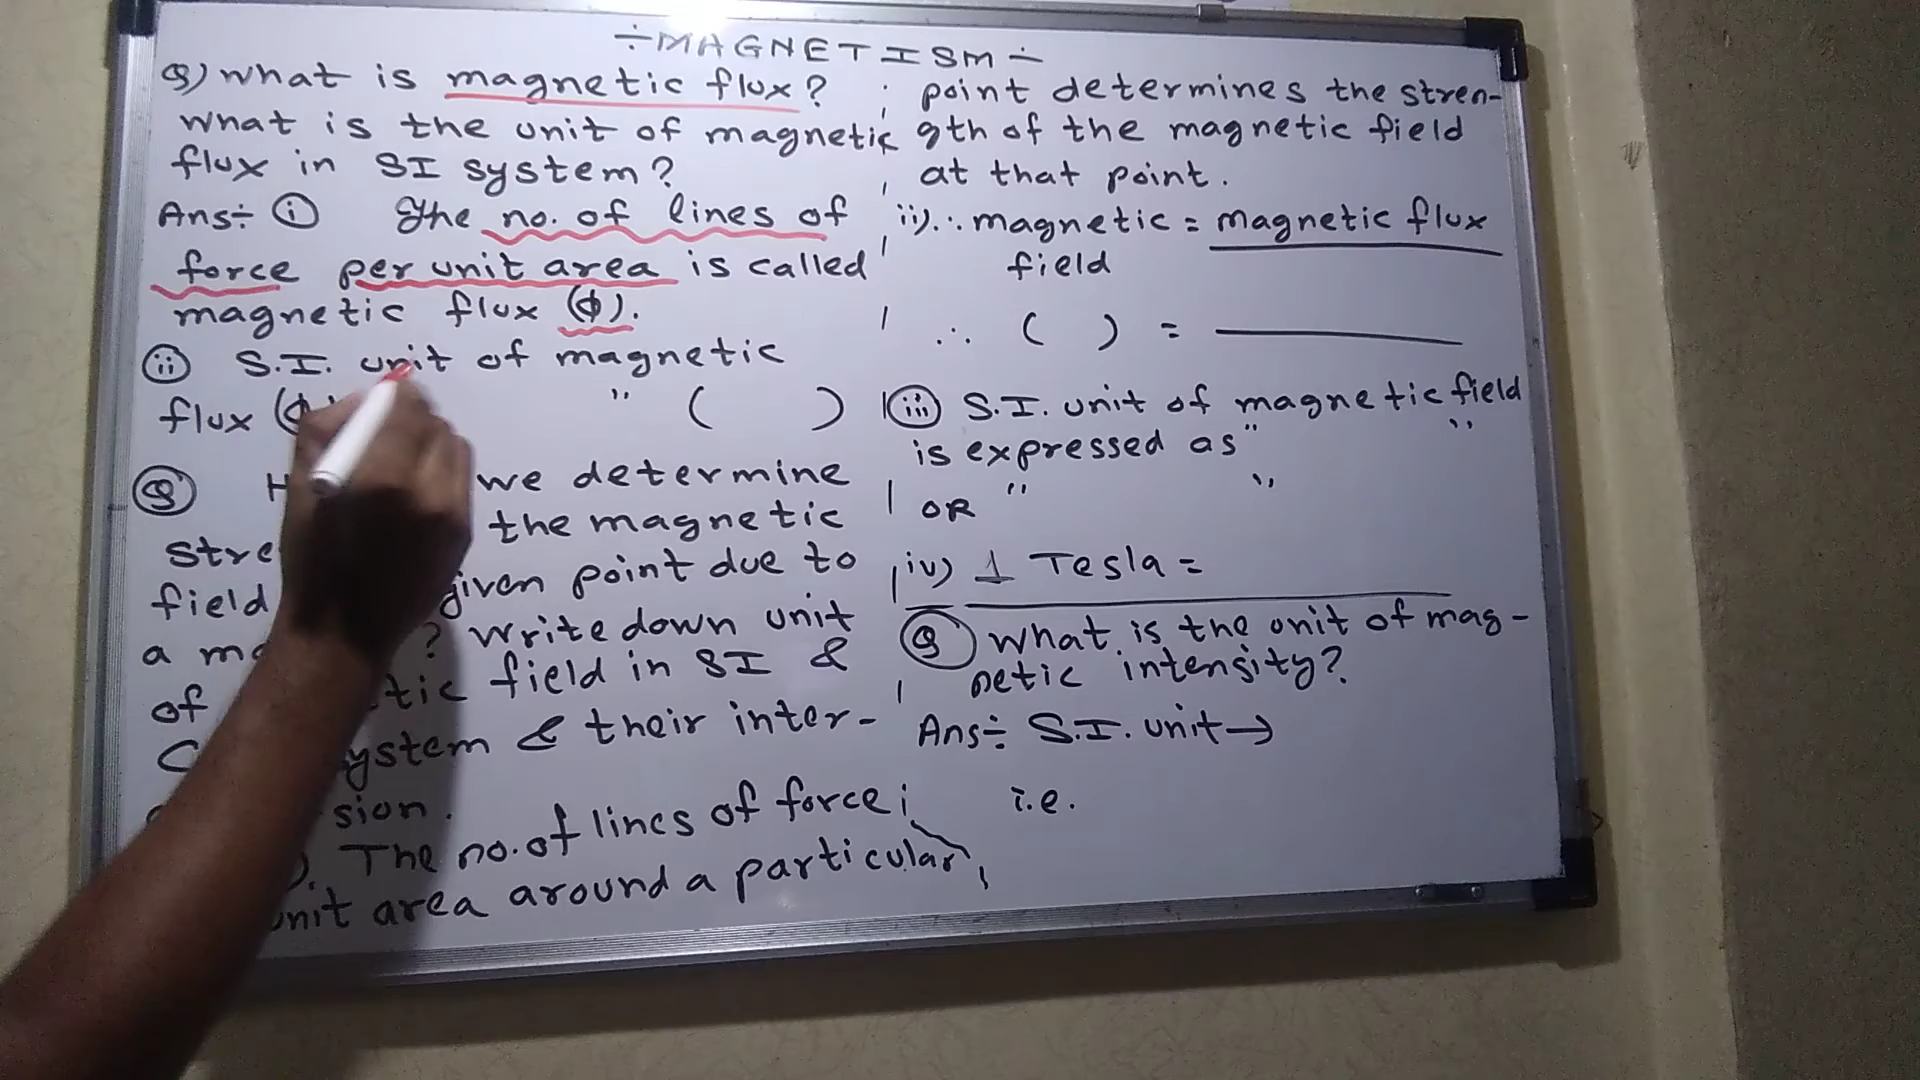 ÷MAGNETISM÷
Q) What is magnetic flux?
What is the unit of magnetic
flux in SI system?
Ans÷ (i) The no. of lines of
force per unit area is called
magnetic flux (ϕ).
(ii) S.I. unit of magnetic
flux (ϕ " ( )
(Q) we determine
the magnetic
field given point due to
a ? Write down unit
of field in SI &
system & their inter-
sion.
The no. of lines of force
unit area around a particular
point determines the stren-
gth of the magnetic field
at that point.
ii) ∴ magnetic = magnetic flux
field
∴ ( ) =
(iii) S.I. unit of magnetic field
is expressed as " "
OR " "
iv) 1 Tesla =
(Q) What is the unit of mag-
netic intensity?
Ans÷ S.I. unit →
i.e.